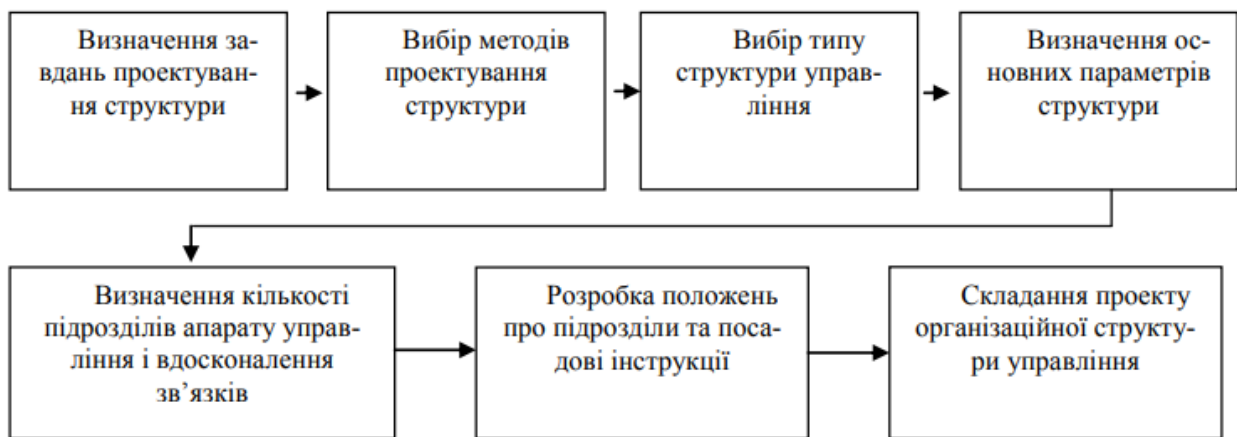 Визначення за-
вдань проектуван-
ня структури
Вибір методів
проектування
структури
Вибір типу
структури управ-
ління
Визначення ос-
новних параметрів
структури
Визначення кількості
підрозділів апарату управ-
ління і вдосконалення
зв’язків
Розробка положень
про підрозділи та поса-
дові інструкції
Складання проекту
організаційної структу-
ри управління